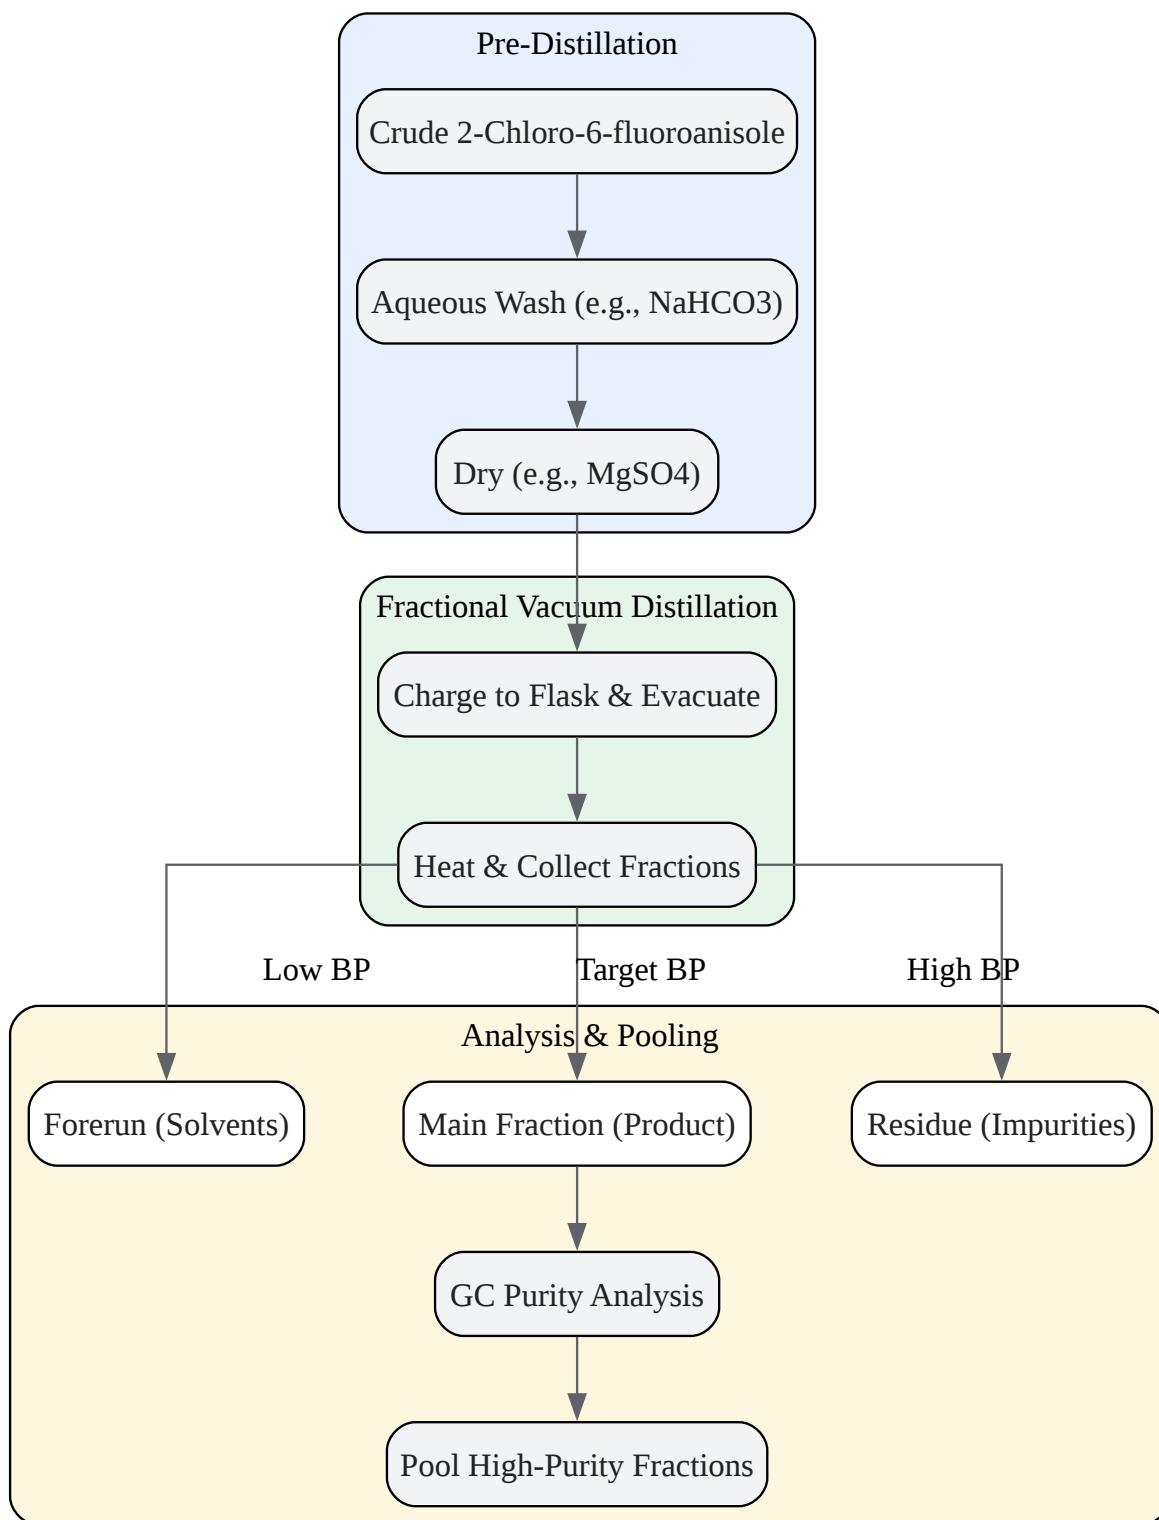 Pre-Distillation
Crude 2-Chloro-6-fluoroanisole
Aqueous Wash (e.g., NaHCO3)
Dry (e.g., MgSO4)
Fractional Vacuum Distillation
Charge to Flask & Evacuate
Heat & Collect Fractions
Low BP
Target BP
High BP
Analysis & Pooling
Forerun (Solvents)
Main Fraction (Product)
Residue (Impurities)
GC Purity Analysis
Pool High-Purity Fractions